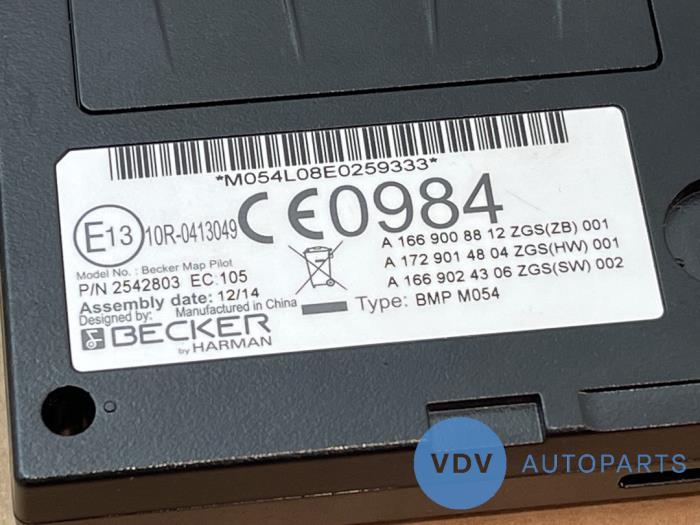 *M054L08E0259333*
E13 10R-0413049 CE0984
A 166 900 88 12 ZGS(ZB) 001
A 172 901 48 04 ZGS(HW) 001
A 166 902 43 06 ZGS(SW) 002
Model No. : Becker Map Pilot
P/N 2542803 EC:105
Assembly date: 12/14
Designed by: Manufactured in China
Type: BMP M054
BECKER
by HARMAN
VDV AUTOPARTS